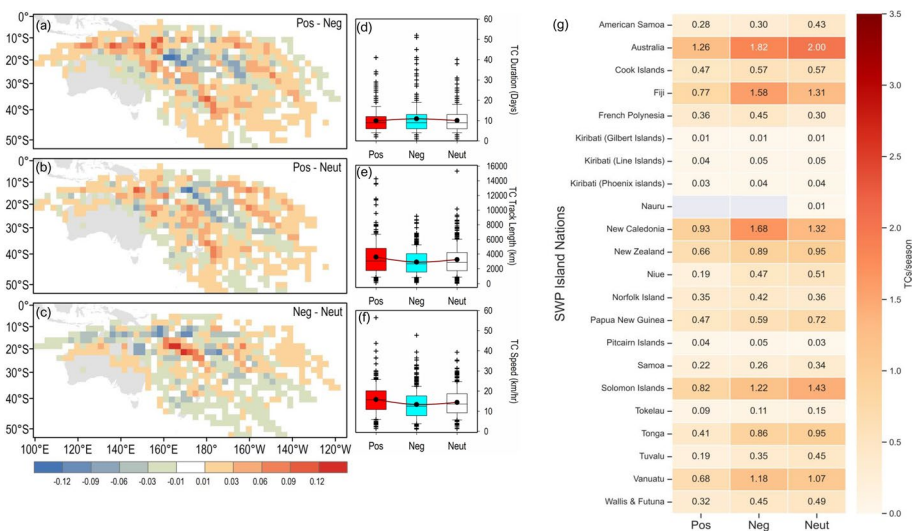 (a)
Pos - Neg
0°
10°S
20°S
30°S
40°S
50°S
(b)
Pos - Neut
0°
10°S
20°S
30°S
40°S
50°S
(c)
Neg - Neut
0°
10°S
20°S
30°S
40°S
50°S
100°E 120°E 140°E 160°E 180° 160°W 140°W 120°W
-0.12 -0.09 -0.06 -0.03 -0.01 0.01 0.03 0.06 0.09 0.12
(d)
60
50
40
30
20
10
0
TC Duration (Days)
Pos Neg Neut
(e)
16000
14000
12000
10000
8000
6000
4000
2000
0
TC Track Length (km)
Pos Neg Neut
(f)
60
50
40
30
20
10
0
TC Speed (km/hr)
Pos Neg Neut
(g)
SWP Island Nations
American Samoa 0.28 0.30 0.43
Australia 1.26 1.82 2.00
Cook Islands 0.47 0.57 0.57
Fiji 0.77 1.58 1.31
French Polynesia 0.36 0.45 0.30
Kiribati (Gilbert Islands) 0.01 0.01 0.01
Kiribati (Line Islands) 0.04 0.05 0.05
Kiribati (Phoenix islands) 0.03 0.04 0.04
Nauru 0.01
New Caledonia 0.93 1.68 1.32
New Zealand 0.66 0.89 0.95
Niue 0.19 0.47 0.51
Norfolk Island 0.35 0.42 0.36
Papua New Guinea 0.47 0.59 0.72
Pitcairn Islands 0.04 0.05 0.03
Samoa 0.22 0.26 0.34
Solomon Islands 0.82 1.22 1.43
Tokelau 0.09 0.11 0.15
Tonga 0.41 0.86 0.95
Tuvalu 0.19 0.35 0.45
Vanuatu 0.68 1.18 1.07
Wallis & Futuna 0.32 0.45 0.49
Pos Neg Neut
3.5
3.0
2.5
2.0
1.5
1.0
0.5
0.0
TCs/season